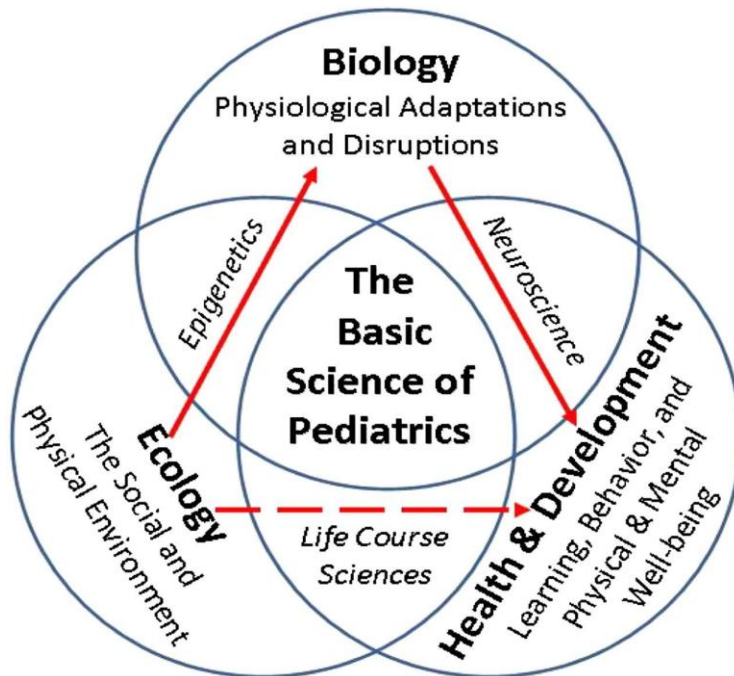 Biology
Physiological Adaptations
and Disruptions
Epigenetics
Neuroscience
The
Basic
Science of
Pediatrics
Ecology
The Social and
Physical Environment
Life Course
Sciences
Health & Development
Learning, Behavior, and
Physical & Mental
Well-being